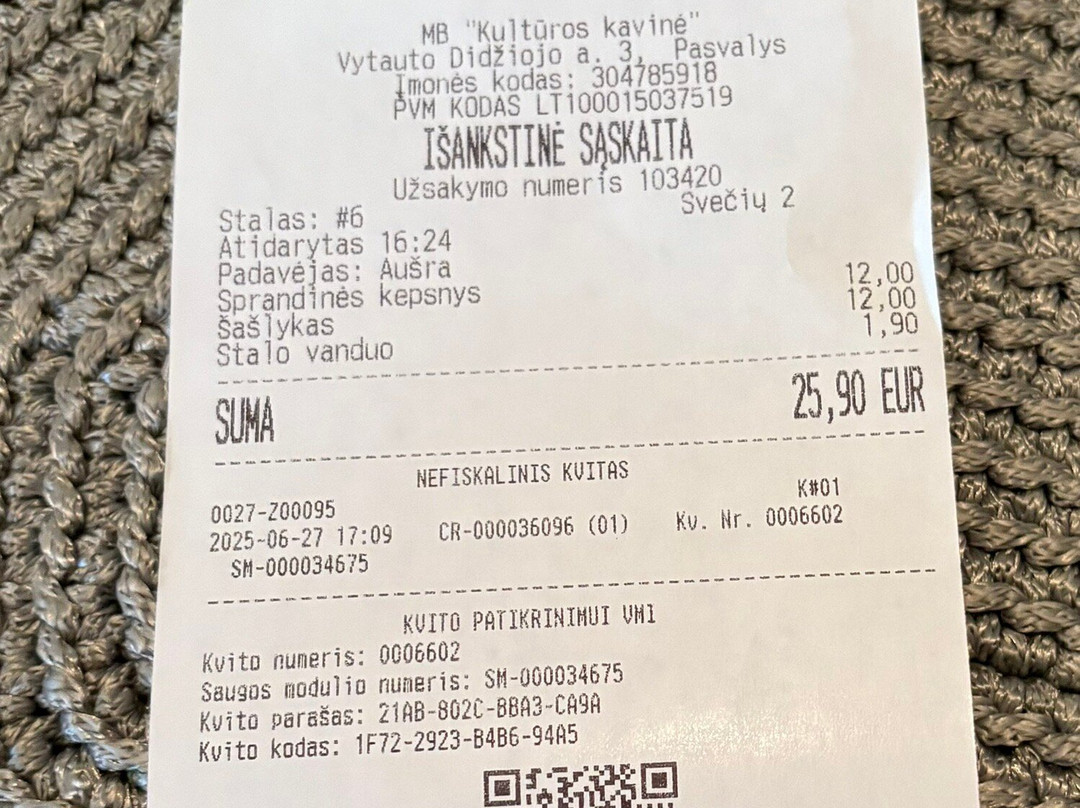 MB "Kultūros kavinė"
Vytauto Didžiojo a. 3, Pasvalys
Įmonės kodas: 304785918
PVM KODAS LT100015037519
IŠANKSTINĖ SĄSKAITA
Užsakymo numeris 103420
Stalas: #6 Svečių 2
Atidarytas 16:24
Padavėjas: Aušra
Sprandinės kepsnys 12,00
Šašlykas 12,00
Stalo vanduo 1,90
SUMA 25,90 EUR
NEFISKALINIS KVITAS
0027-Z00095 K#01
2025-06-27 17:09 CR-000036096 (01) Kv. Nr. 0006602
SM-000034675
KVITO PATIKRINIMUI VMI
Kvito numeris: 0006602
Saugos modulio numeris: SM-000034675
Kvito parašas: 21AB-802C-BBA3-CA9A
Kvito kodas: 1F72-2923-B4B6-94A5